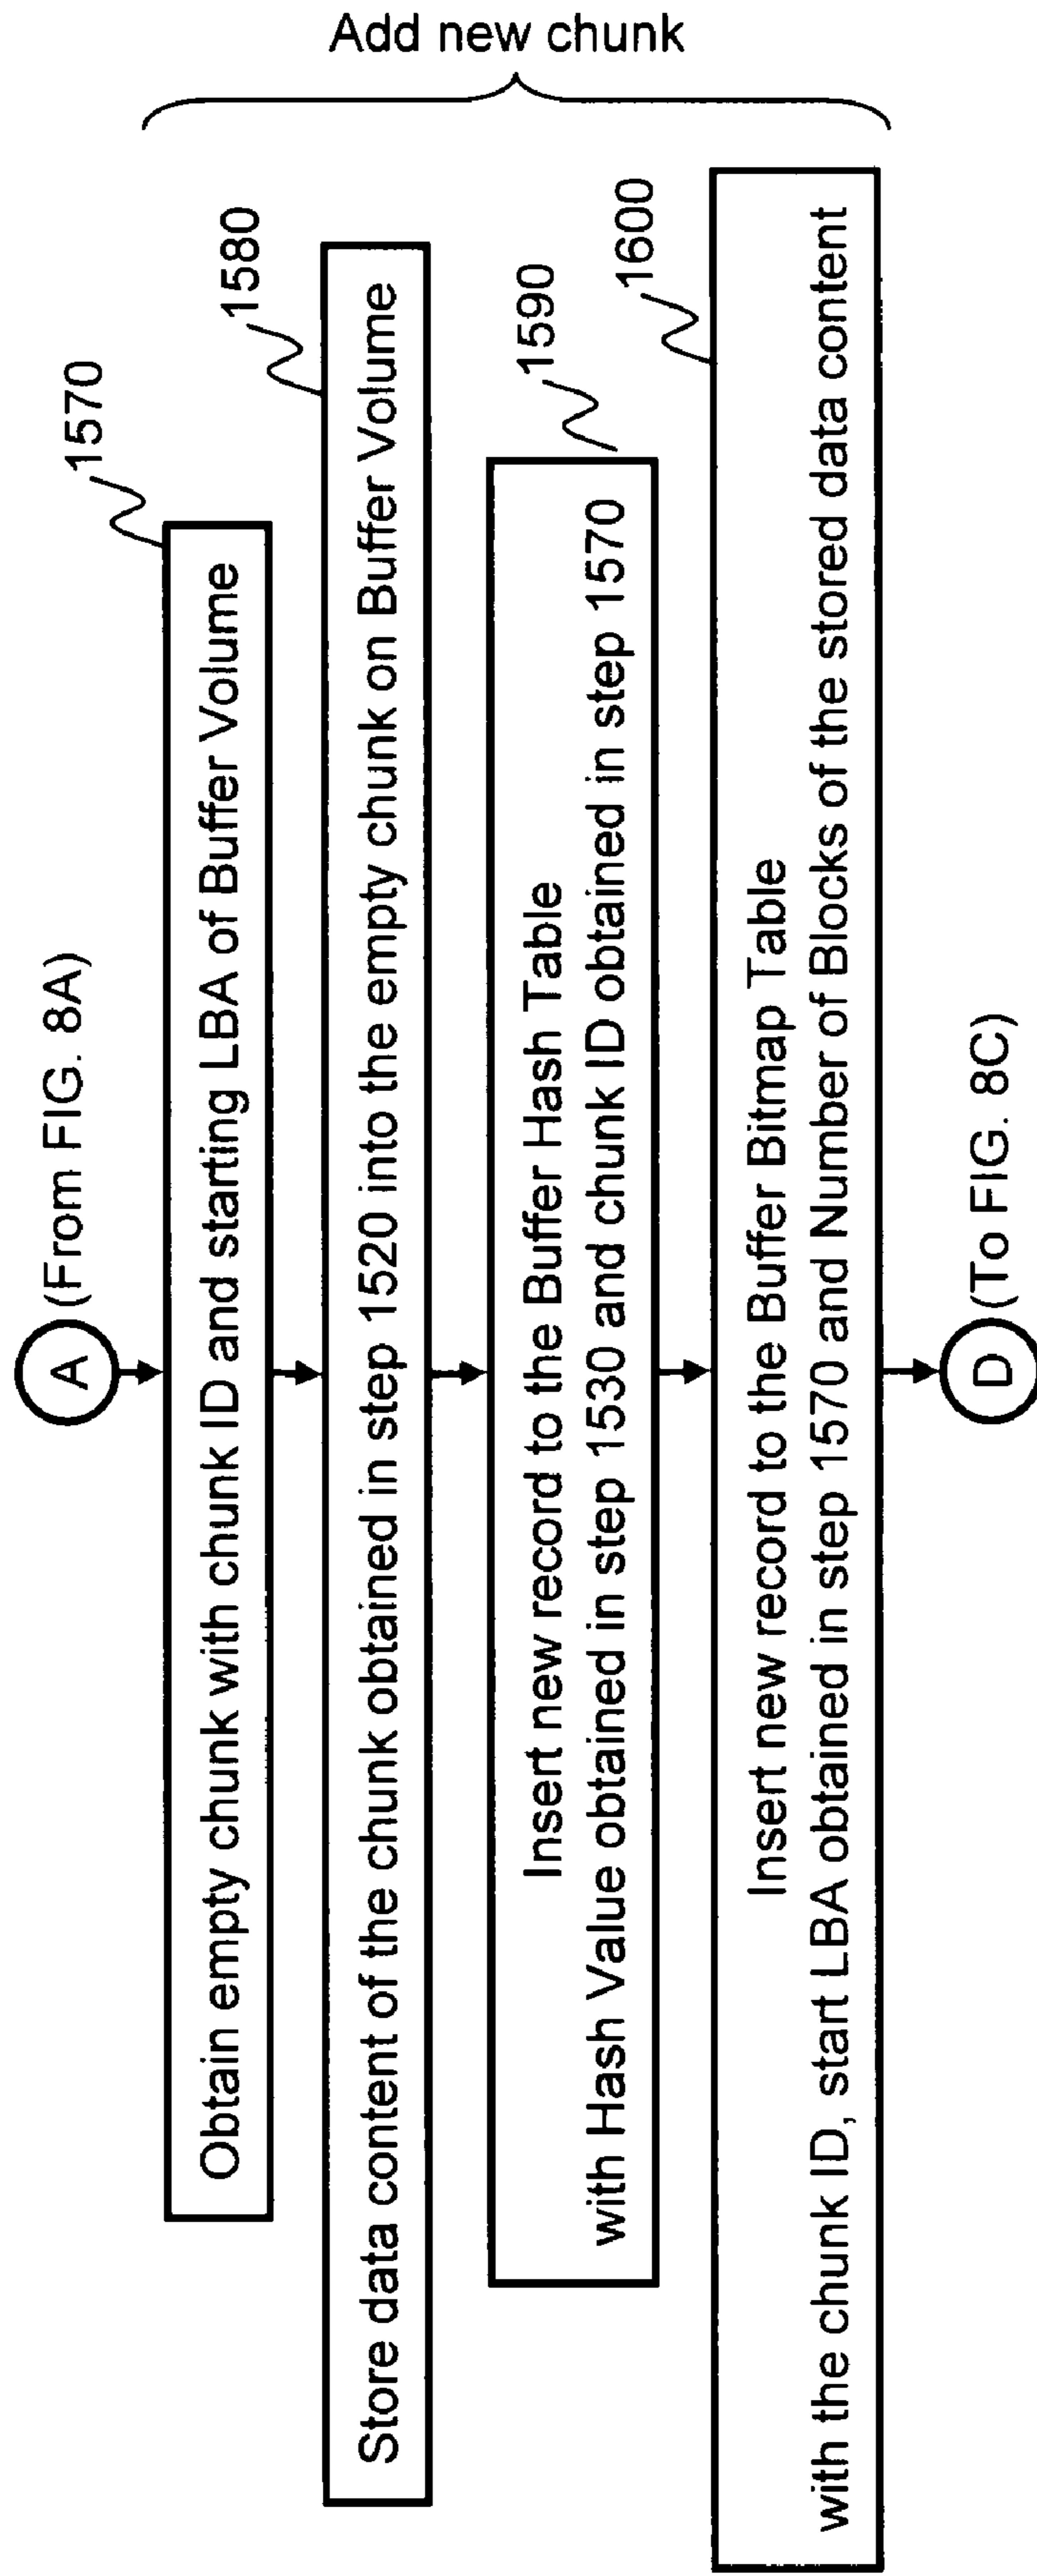 A (From FIG. 8A)
Add new chunk
1570
Obtain empty chunk with chunk ID and starting LBA of Buffer Volume
1580
Store data content of the chunk obtained in step 1520 into the empty chunk on Buffer Volume
1590
Insert new record to the Buffer Hash Table
with Hash Value obtained in step 1530 and chunk ID obtained in step 1570
1600
Insert new record to the Buffer Bitmap Table
with the chunk ID, start LBA obtained in step 1570 and Number of Blocks of the stored data content
D (To FIG. 8C)